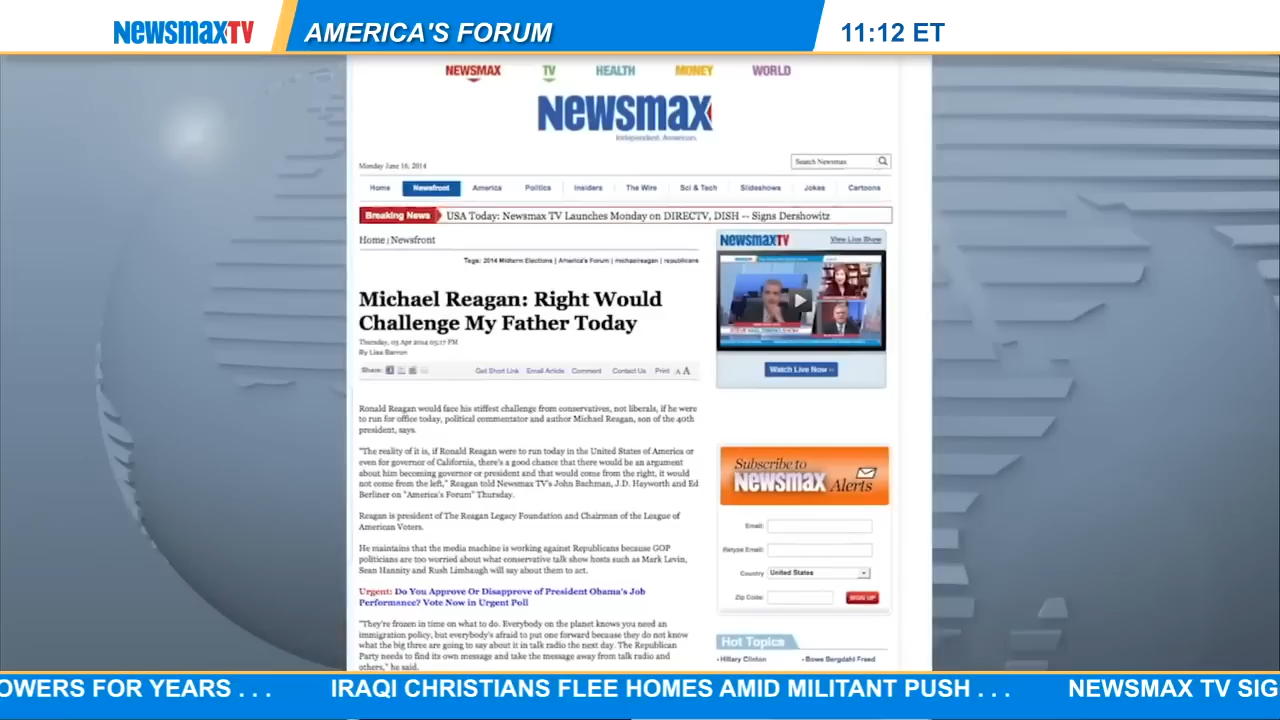 NEWSMAXTV
AMERICA'S FORUM
11:12 ET
NEWSMAX TV HEALTH MONEY WORLD
NEWSMAX
Independent. American.
Monday June 16, 2014
Search Newsmax
Home Newsfront America Politics Insiders The Wire Sci & Tech Slideshows Jokes Cartoons
Breaking News USA Today: Newsmax TV Launches Monday on DIRECTV, DISH -- Signs Dershowitz
Home | Newsfront
Tags: 2014 Midterm Elections | America's Forum | michaelreagan | republicans
Michael Reagan: Right Would
Challenge My Father Today
Thursday, 03 Apr 2014 05:17 PM
By Lisa Barron
Share:
Get Short Link Email Article Comment Contact Us Print A A
Ronald Reagan would face his stiffest challenge from conservatives, not liberals, if he were
to run for office today, political commentator and author Michael Reagan, son of the 40th
president, says.
"The reality of it is, if Ronald Reagan were to run today in the United States of America or
even for governor of California, there's a good chance that there would be an argument
about him becoming governor or president and that would come from the right, it would
not come from the left," Reagan told Newsmax TV's John Bachman, J.D. Hayworth and Ed
Berliner on "America's Forum" Thursday.
Reagan is president of The Reagan Legacy Foundation and Chairman of the League of
American Voters.
He maintains that the media machine is working against Republicans because GOP
politicians are too worried about what conservative talk show hosts such as Mark Levin,
Sean Hannity and Rush Limbaugh will say about them to act.
Urgent: Do You Approve Or Disapprove of President Obama's Job
Performance? Vote Now in Urgent Poll
"They're frozen in time on what to do. Everybody on the planet knows you need an
immigration policy, but everybody's afraid to put one forward because they do not know
what the big three are going to say about it in talk radio the next day. The Republican
Party needs to find its own message and take the message away from talk radio and
others," he said.
NEWSMAXTV
View Live Show
Watch Live Now
Subscribe to
Newsmax Alerts
Email:
Retype Email:
Country United States
Zip Code: SIGN UP
Hot Topics
• Hillary Clinton • Bowe Bergdahl Freed
OWERS FOR YEARS . . . IRAQI CHRISTIANS FLEE HOMES AMID MILITANT PUSH . . . NEWSMAX TV SIG